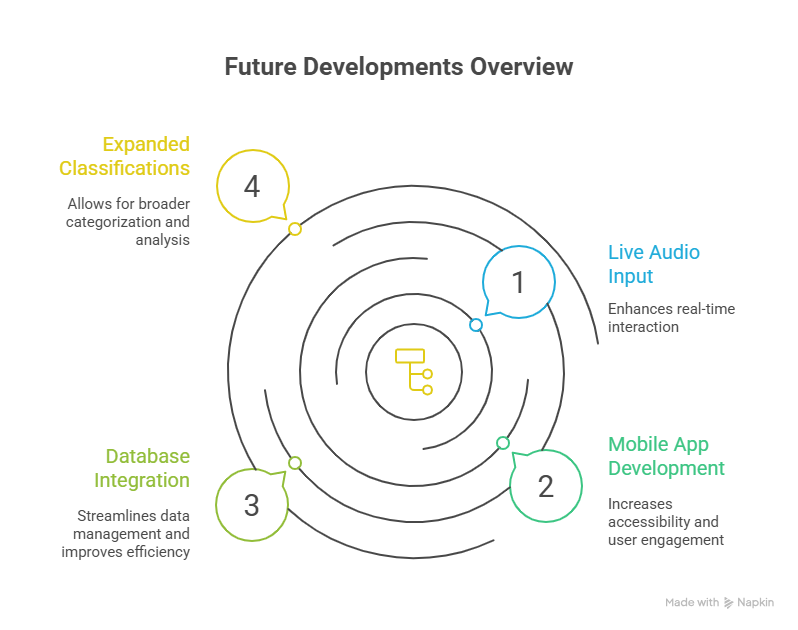 Future Developments Overview
Expanded
Classifications
Allows for broader
categorization and
analysis
4
1
Live Audio
Input
Enhances real-time
interaction
Database
Integration
Streamlines data
management and
improves efficiency
3
2
Mobile App
Development
Increases
accessibility and
user engagement
Made with Napkin